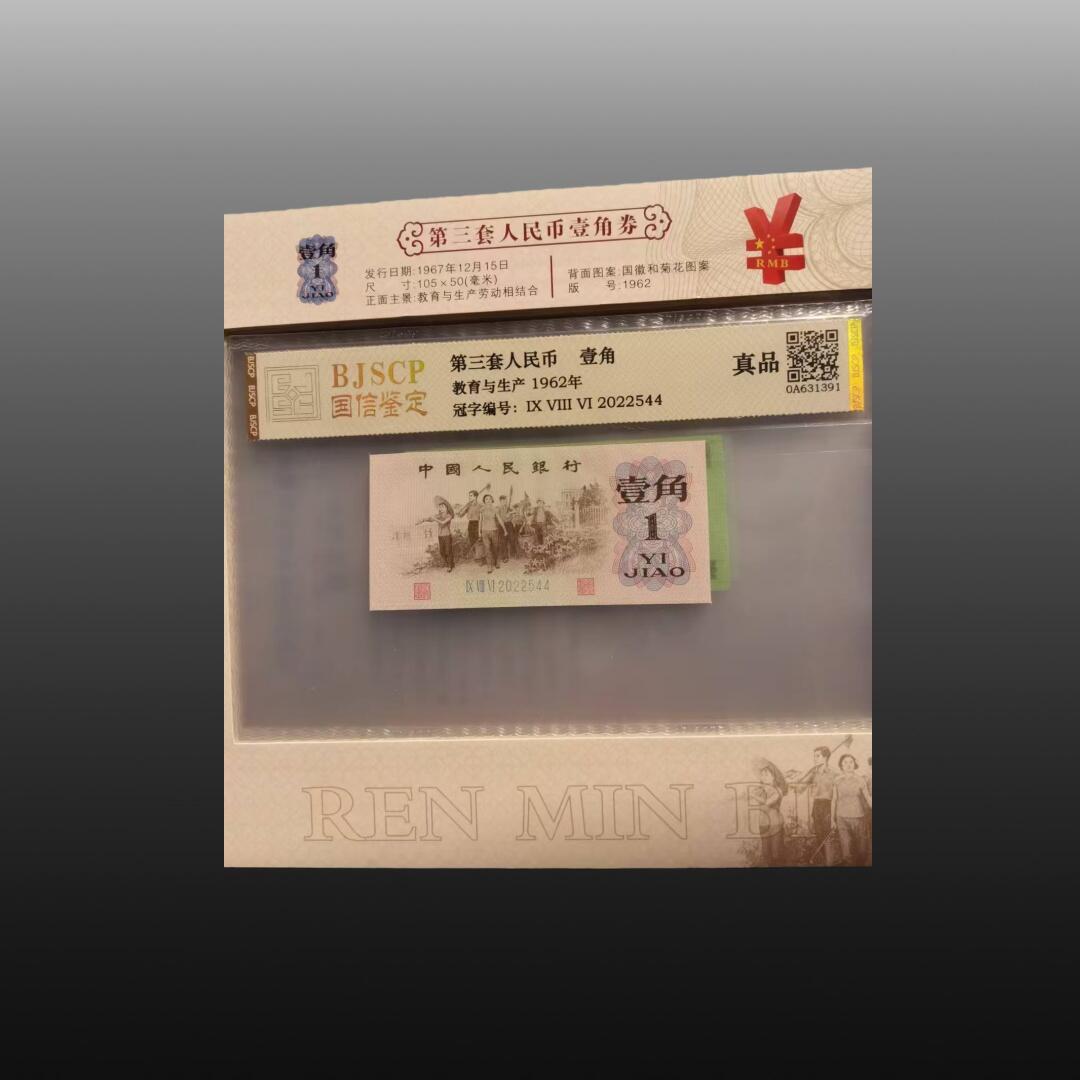 第三套人民币壹角券
壹角
1
YI
JIAO
发行日期:1967年12月15日
尺 寸:105×50(毫米)
正面主景:教育与生产劳动相结合
背面图案:国徽和菊花图案
版 号:1962
RMB
BJSCP
BJSCP
BJSCP
BJSCP
国信鉴定
第三套人民币 壹角
教育与生产 1962年
冠字编号：IX VIII VI 2022544
真品
0A631391
中國人民銀行
壹角
1
YI
JIAO
IX VIII VI 2022544
REN MIN BI